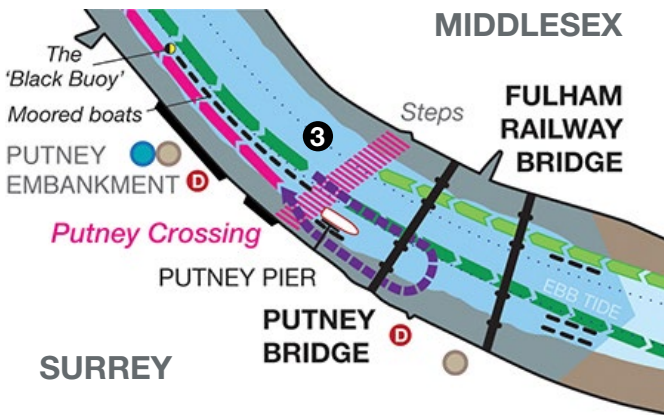 MIDDLESEX
The
'Black Buoy'
Moored boats
3
Steps
FULHAM
RAILWAY
BRIDGE
PUTNEY
EMBANKMENT D
Putney Crossing
PUTNEY PIER
EBB TIDE
PUTNEY
BRIDGE D
SURREY